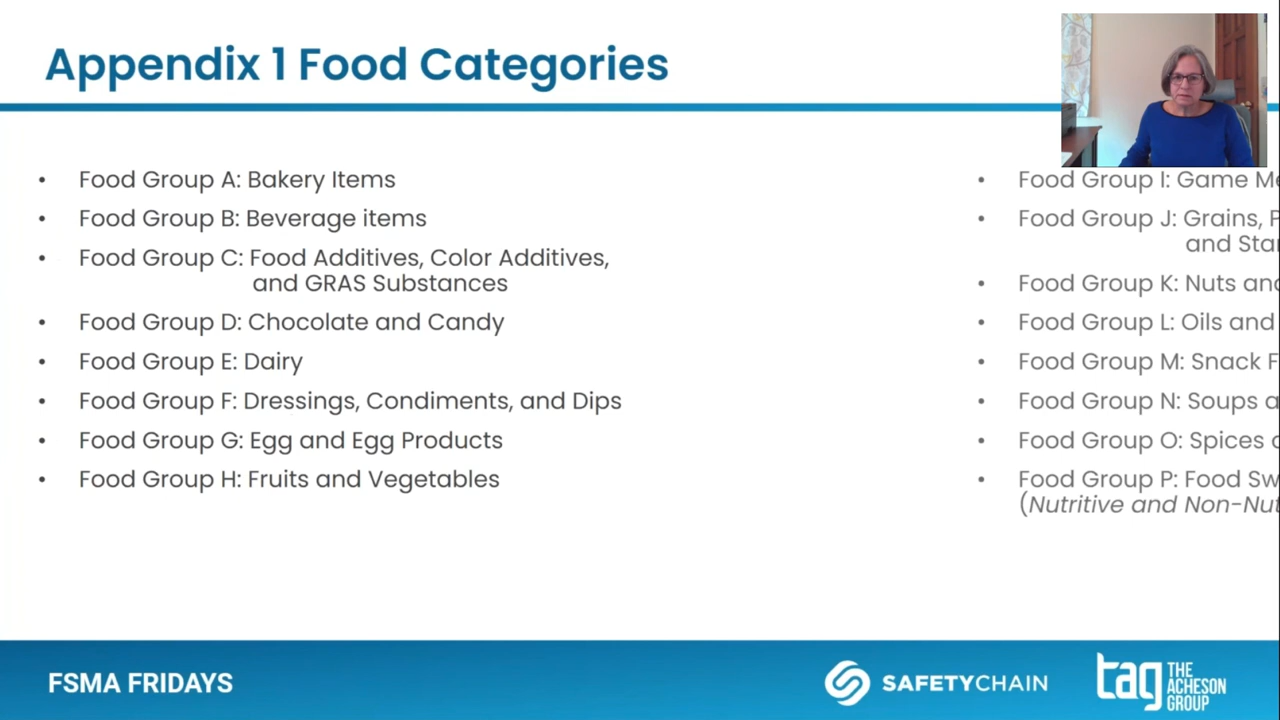 Appendix 1 Food Categories
• Food Group A: Bakery Items
• Food Group B: Beverage items
• Food Group C: Food Additives, Color Additives,
and GRAS Substances
• Food Group D: Chocolate and Candy
• Food Group E: Dairy
• Food Group F: Dressings, Condiments, and Dips
• Food Group G: Egg and Egg Products
• Food Group H: Fruits and Vegetables
• Food Group I: Game
• Food Group J: Grains,
and
• Food Group K: Nuts
• Food Group L: Oils and
• Food Group M: Snack
• Food Group N: Soups
• Food Group O: Spices
• Food Group P: Food
(Nutritive and
FSMA FRIDAYS
SAFETYCHAIN
tag THE
ACHESON
GROUP